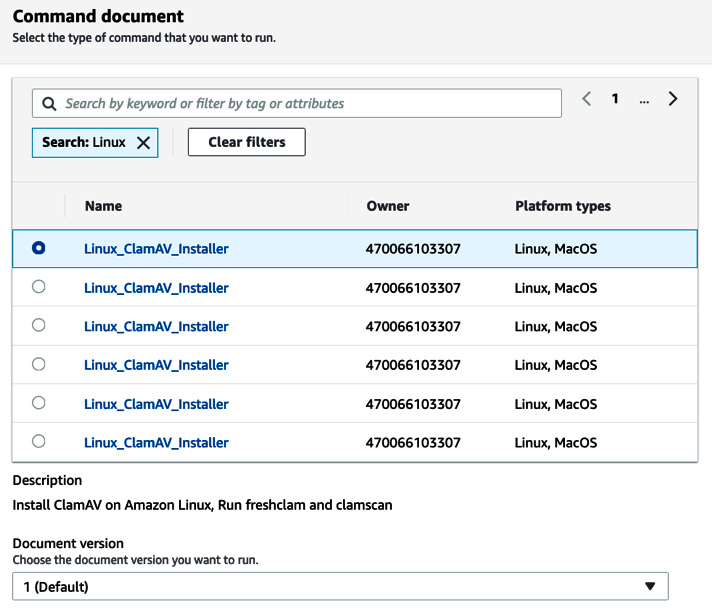 Command document
Select the type of command that you want to run.
Search by keyword or filter by tag or attributes
1 ...
Search: Linux
Clear filters
Name Owner Platform types
Linux_ClamAV_Installer 470066103307 Linux, MacOS
Linux_ClamAV_Installer 470066103307 Linux, MacOS
Linux_ClamAV_Installer 470066103307 Linux, MacOS
Linux_ClamAV_Installer 470066103307 Linux, MacOS
Linux_ClamAV_Installer 470066103307 Linux, MacOS
Linux_ClamAV_Installer 470066103307 Linux, MacOS
Description
Install ClamAV on Amazon Linux, Run freshclam and clamscan
Document version
Choose the document version you want to run.
1 (Default)